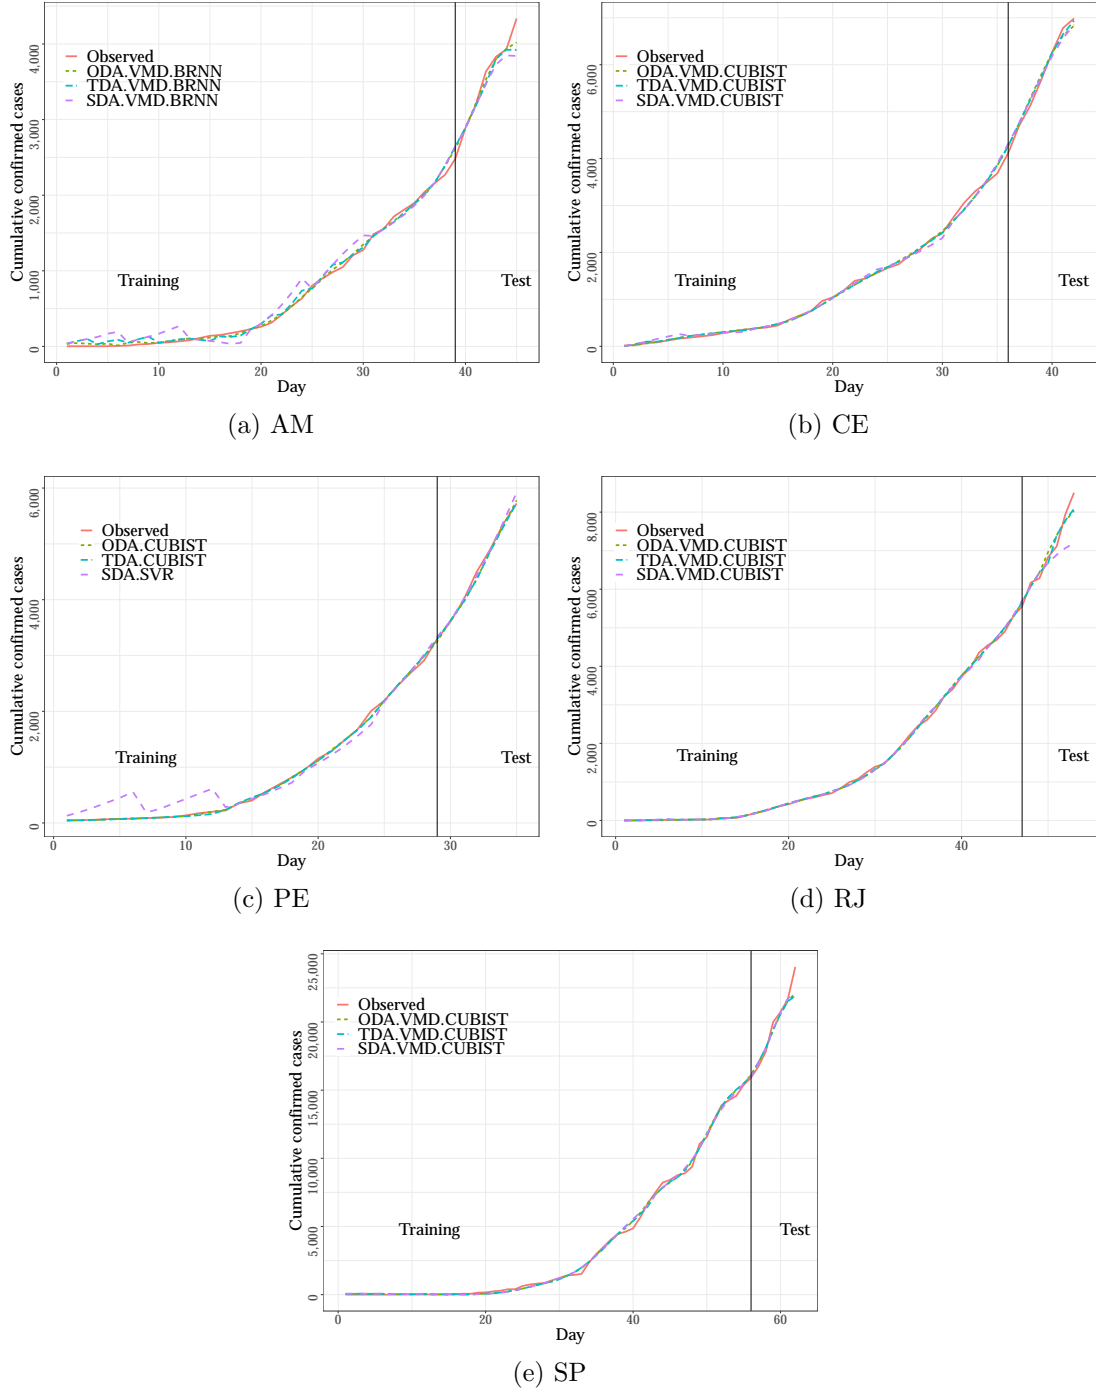 4,000
3,000
2,000
1,000
0
Cumulative confirmed cases
Observed
ODA.VMD.BRNN
TDA.VMD.BRNN
SDA.VMD.BRNN
Training
Test
0 10 20 30 40
Day
(a) AM
6,000
4,000
2,000
0
Cumulative confirmed cases
Observed
ODA.VMD.CUBIST
TDA.VMD.CUBIST
SDA.VMD.CUBIST
Training
Test
0 10 20 30 40
Day
(b) CE
6,000
4,000
2,000
0
Cumulative confirmed cases
Observed
ODA.CUBIST
TDA.CUBIST
SDA.SVR
Training
Test
0 10 20 30
Day
(c) PE
8,000
6,000
4,000
2,000
0
Cumulative confirmed cases
Observed
ODA.VMD.CUBIST
TDA.VMD.CUBIST
SDA.VMD.CUBIST
Training
Test
0 20 40
Day
(d) RJ
25,000
20,000
15,000
10,000
5,000
0
Cumulative confirmed cases
Observed
ODA.VMD.CUBIST
TDA.VMD.CUBIST
SDA.VMD.CUBIST
Training
Test
0 20 40 60
Day
(e) SP